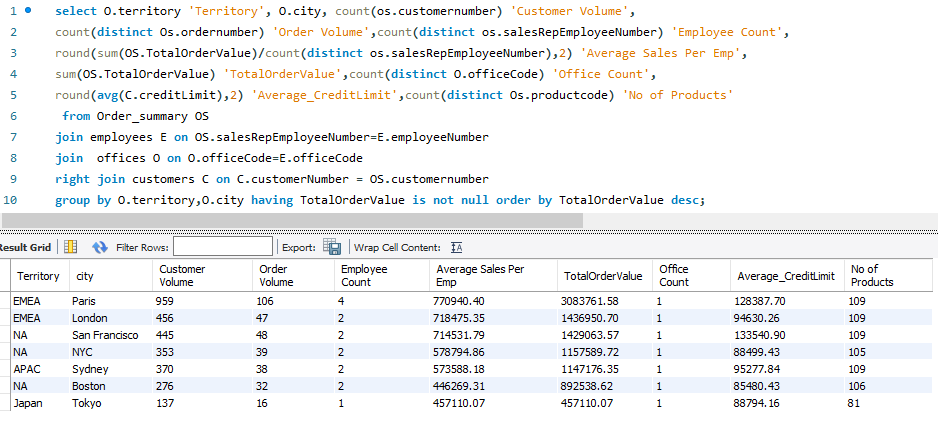 1 select O.territory 'Territory', O.city, count(os.customernumber) 'Customer Volume',
2 count(distinct Os.ordernumber) 'Order Volume',count(distinct os.salesRepEmployeeNumber) 'Employee Count',
3 round(sum(OS.TotalOrderValue)/count(distinct os.salesRepEmployeeNumber),2) 'Average Sales Per Emp',
4 sum(OS.TotalOrderValue) 'TotalOrderValue',count(distinct O.officeCode) 'Office Count',
5 round(avg(C.creditLimit),2) 'Average_CreditLimit',count(distinct Os.productcode) 'No of Products'
6 from Order_summary OS
7 join employees E on OS.salesRepEmployeeNumber=E.employeeNumber
8 join  offices O on O.officeCode=E.officeCode
9 right join customers C on C.customerNumber = OS.customernumber
10 group by O.territory,O.city having TotalOrderValue is not null order by TotalOrderValue desc;
Result Grid Filter Rows: Export: Wrap Cell Content: IA
Territory city Customer Volume Order Volume Employee Count Average Sales Per Emp TotalOrderValue Office Count Average_CreditLimit No of Products
EMEA Paris 959 106 4 770940.40 3083761.58 1 128387.70 109
EMEA London 456 47 2 718475.35 1436950.70 1 94630.26 109
NA San Francisco 445 48 2 714531.79 1429063.57 1 133540.90 109
NA NYC 353 39 2 578794.86 1157589.72 1 88499.43 105
APAC Sydney 370 38 2 573588.18 1147176.35 1 95277.84 109
NA Boston 276 32 2 446269.31 892538.62 1 85480.43 106
Japan Tokyo 137 16 1 457110.07 457110.07 1 88794.16 81